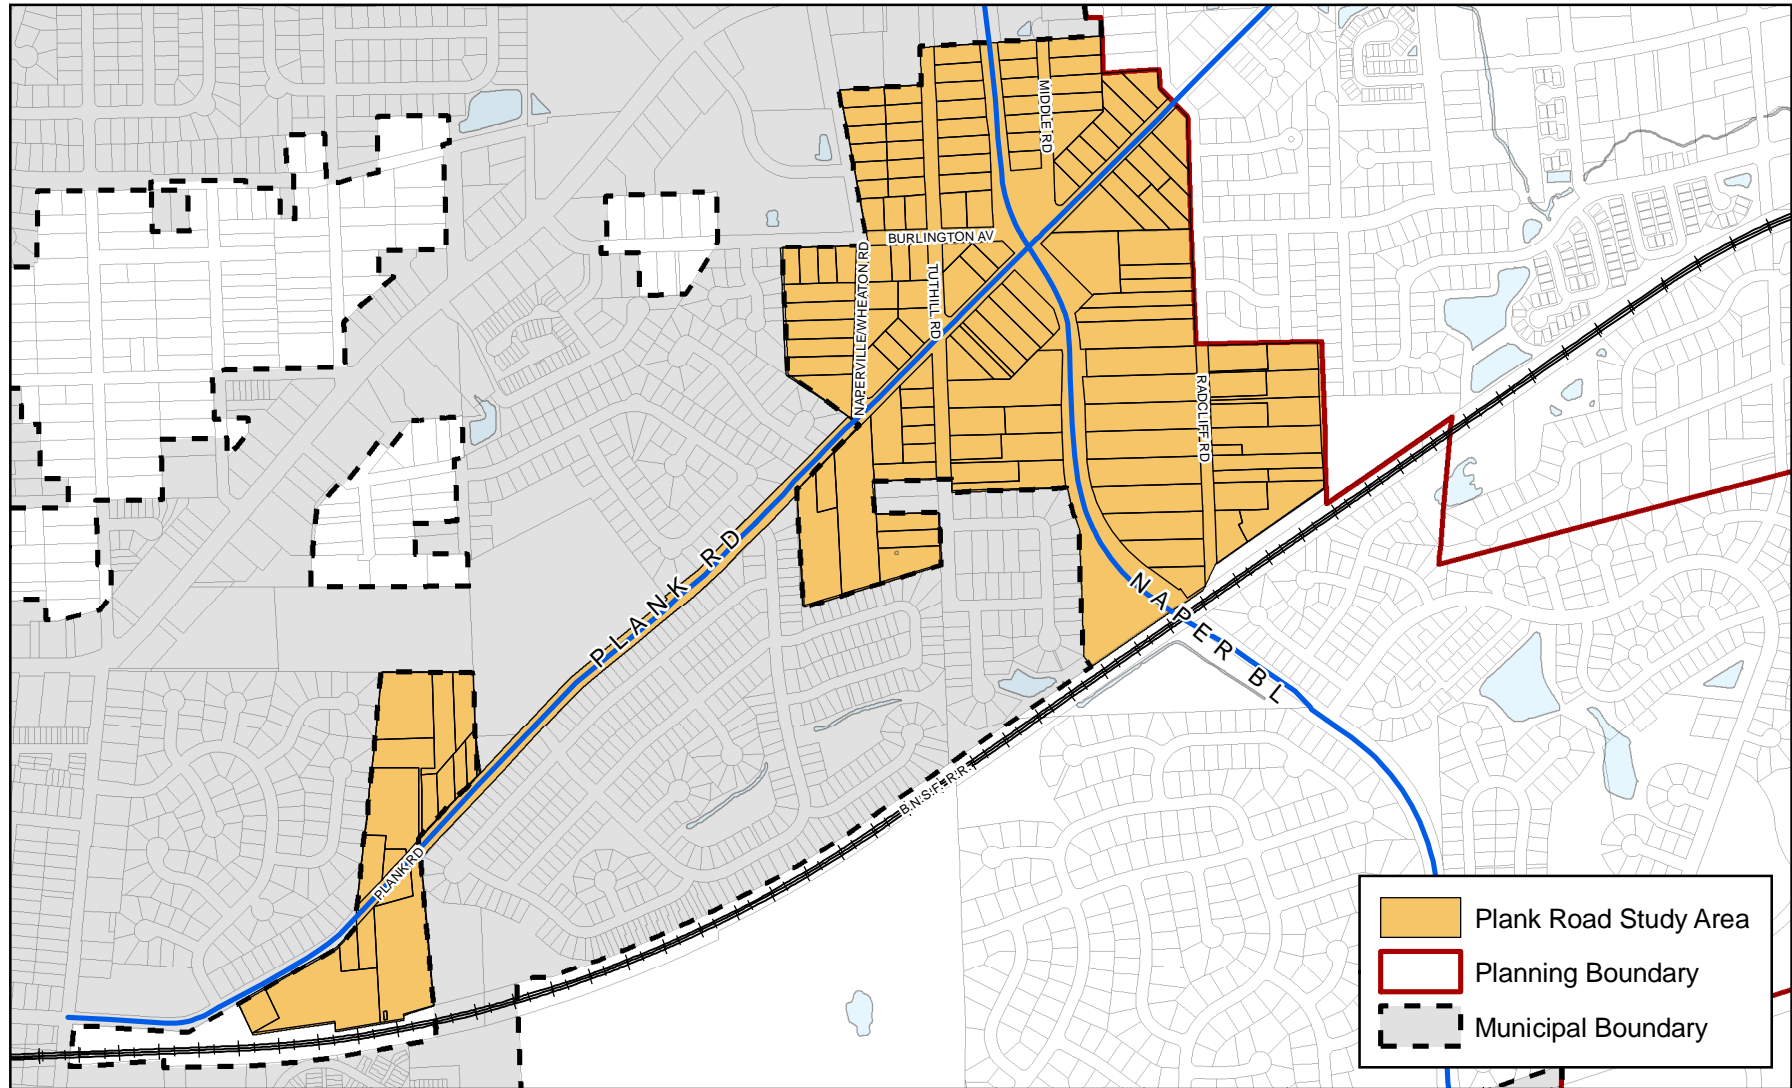 MIDDLE RD
BURLINGTON AV
NAPERVILLE/WHEATON RD
TUTHILL RD
RADCLIFF RD
PLANK RD
NAPER BL
B.N.S.F. R.R.
PLANK RD
Plank Road Study Area
Planning Boundary
Municipal Boundary